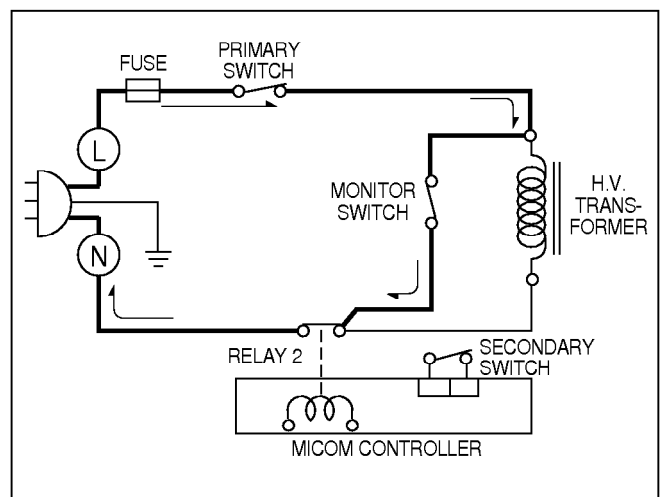 FUSE
PRIMARY
SWITCH
L
MONITOR
SWITCH
H.V.
TRANS-
FORMER
N
RELAY 2
SECONDARY
SWITCH
MICOM CONTROLLER